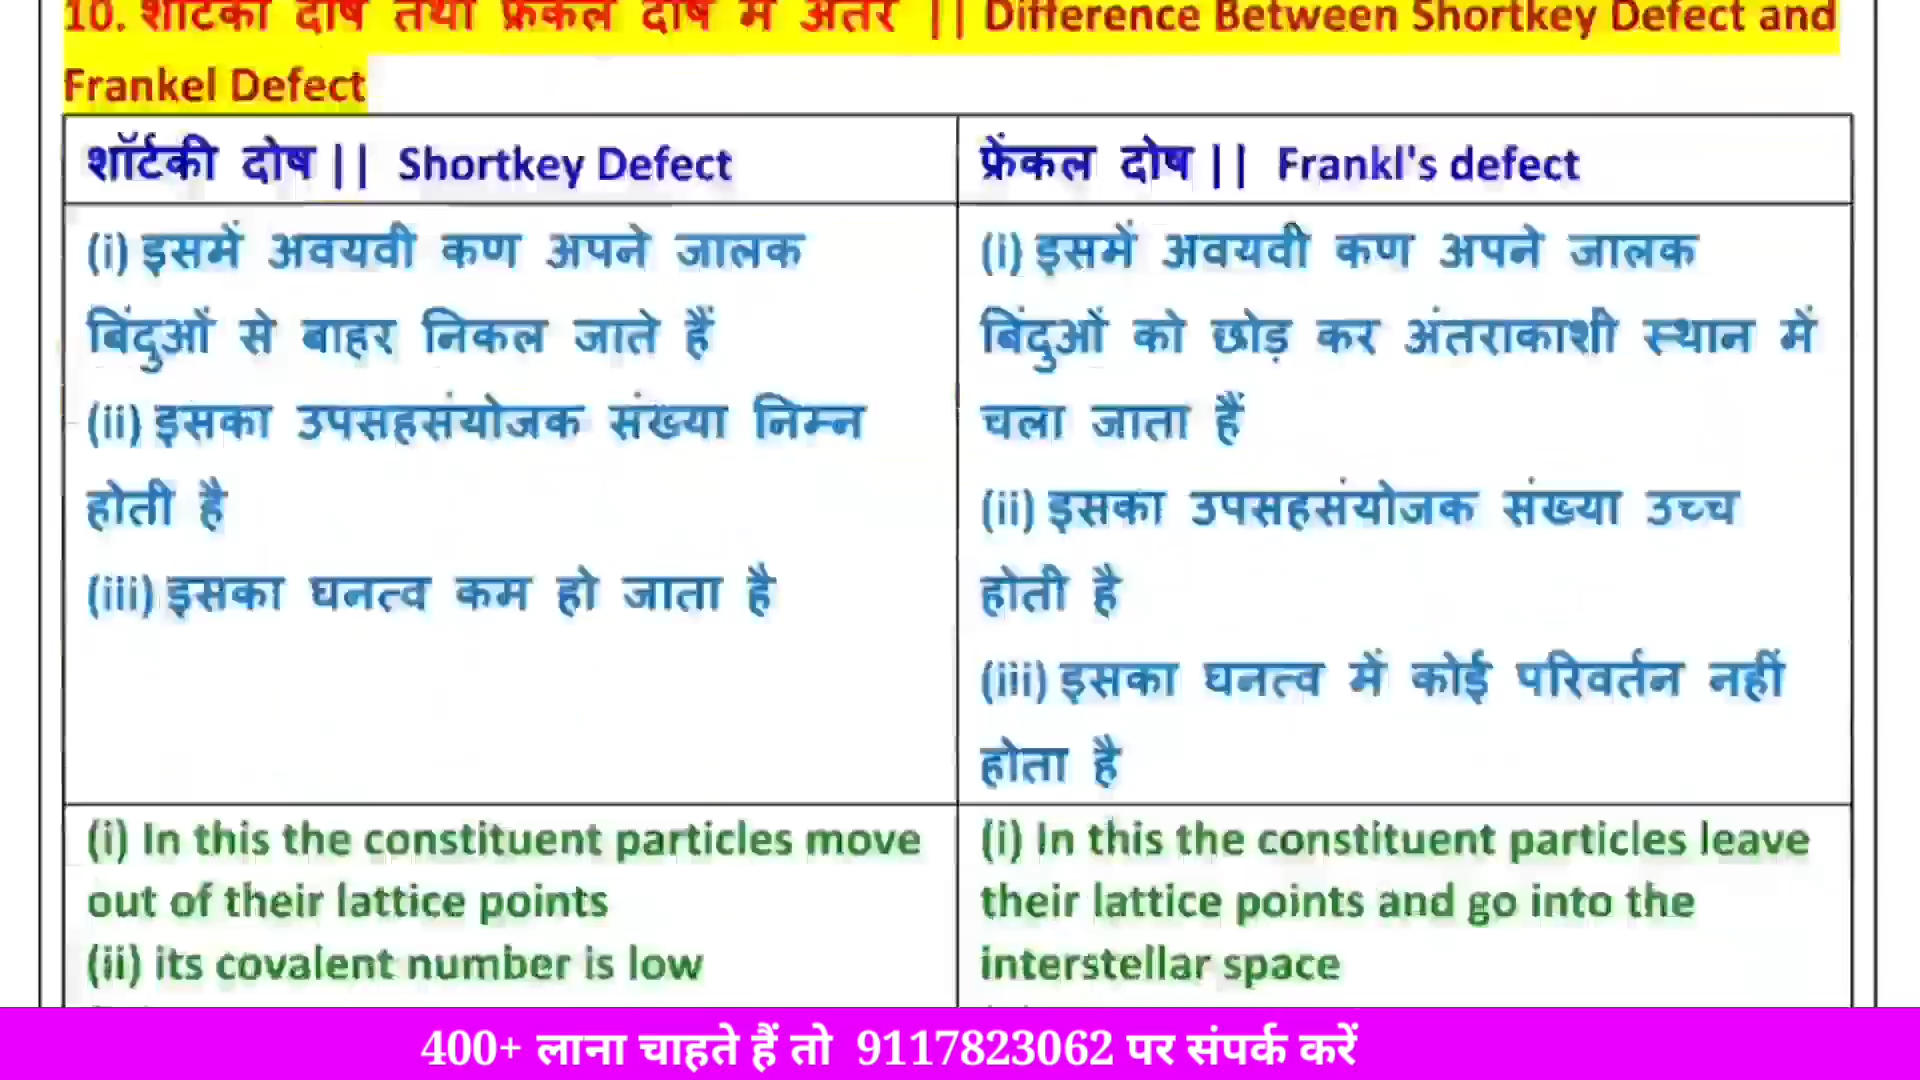 10. शॉर्टकी दोष तथा फ्रेंकल दोष में अंतर || Difference Between Shortkey Defect and
Frankel Defect
शॉर्टकी दोष || Shortkey Defect
फ्रेंकल दोष || Frankl's defect
(i) इसमें अवयवी कण अपने जालक
बिंदुओं से बाहर निकल जाते हैं
(ii) इसका उपसहसंयोजक संख्या निम्न
होती है
(iii) इसका घनत्व कम हो जाता है
(i) इसमें अवयवी कण अपने जालक
बिंदुओं को छोड़ कर अंतराकाशी स्थान में
चला जाता हैं
(ii) इसका उपसहसंयोजक संख्या उच्च
होती है
(iii) इसका घनत्व में कोई परिवर्तन नहीं
होता है
(i) In this the constituent particles move
out of their lattice points
(ii) its covalent number is low
(i) In this the constituent particles leave
their lattice points and go into the
interstellar space
400+ लाना चाहते हैं तो 9117823062 पर संपर्क करें